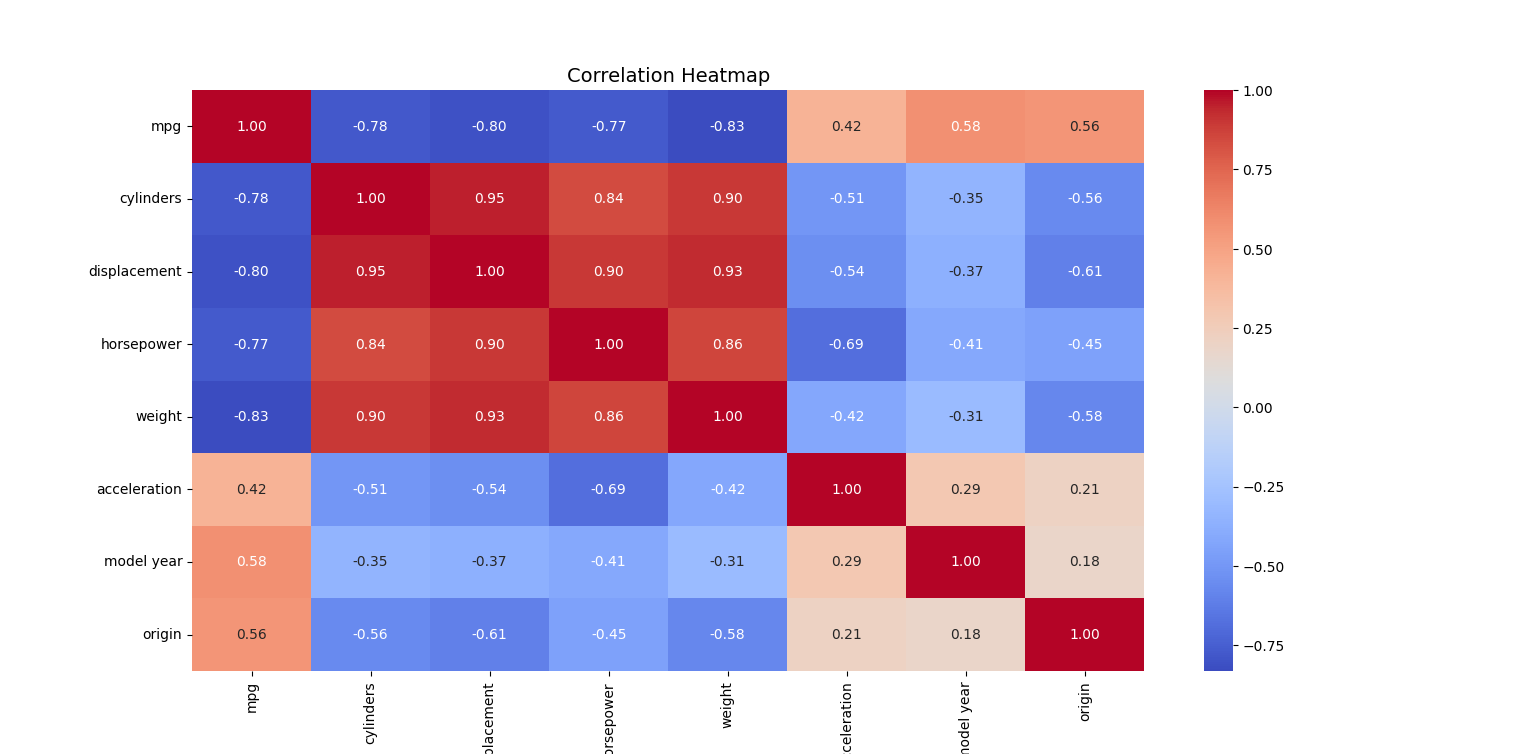 Correlation Heatmap
mpg 1.00 -0.78 -0.80 -0.77 -0.83 0.42 0.58 0.56
cylinders -0.78 1.00 0.95 0.84 0.90 -0.51 -0.35 -0.56
displacement -0.80 0.95 1.00 0.90 0.93 -0.54 -0.37 -0.61
horsepower -0.77 0.84 0.90 1.00 0.86 -0.69 -0.41 -0.45
weight -0.83 0.90 0.93 0.86 1.00 -0.42 -0.31 -0.58
acceleration 0.42 -0.51 -0.54 -0.69 -0.42 1.00 0.29 0.21
model year 0.58 -0.35 -0.37 -0.41 -0.31 0.29 1.00 0.18
origin 0.56 -0.56 -0.61 -0.45 -0.58 0.21 0.18 1.00
mpg
cylinders
placement
orsepower
weight
celeration
model year
origin
1.00
0.75
0.50
0.25
0.00
−0.25
−0.50
−0.75